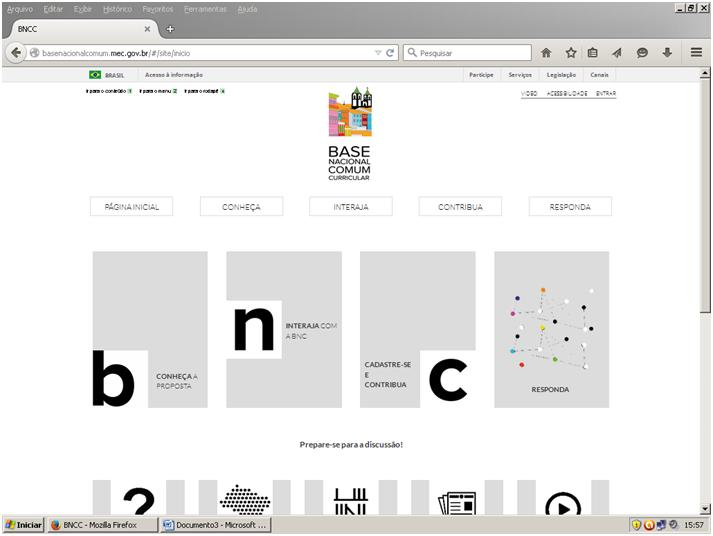 Arquivo Editar Exibir Histórico Favoritos Ferramentas Ajuda
BNCC
basenacionalcomum.mec.gov.br/#/site/inicio
Pesquisar
BRASIL Acesso à informação Participe Serviços Legislação Canais
Ir para o conteúdo 1 Ir para o menu 2 Ir para o rodapé 4
VIDEO ACESSIBILIDADE ENTRAR
BASE
NACIONAL
COMUM
CURRICULAR
PÁGINA INICIAL CONHEÇA INTERAJA CONTRIBUA RESPONDA
b
CONHEÇA A
PROPOSTA
n
INTERAJA COM
A BNC
CADASTRE-SE
E
CONTRIBUA
c
RESPONDA
Prepare-se para a discussão!
?
Iniciar BNCC - Mozilla Firefox Documento3 - Microsoft ... 15:57